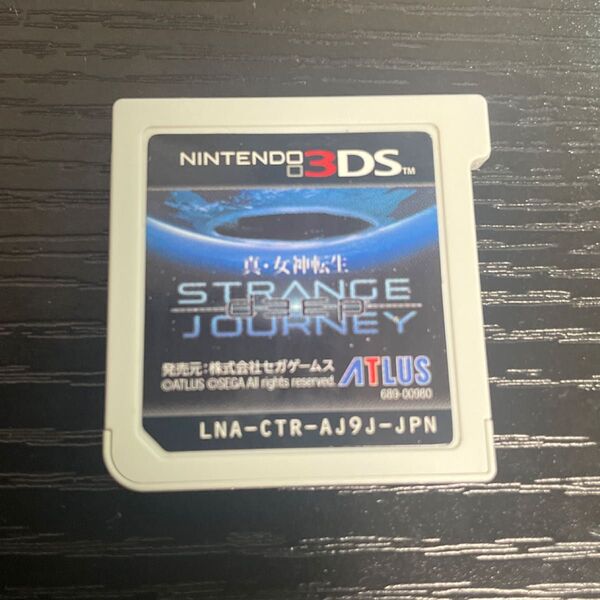 NINTENDO 3DS™
真・女神転生
STRANGE
deep
JOURNEY
発売元：株式会社セガゲームス
©ATLUS ©SEGA All rights reserved.
ATLUS
689-00980
LNA-CTR-AJ9J-JPN